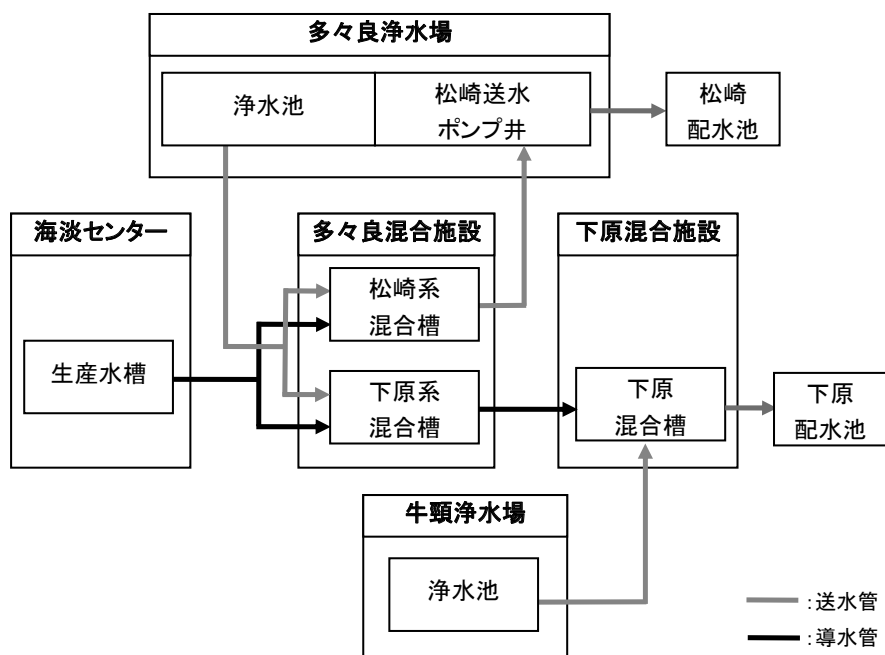 多々良浄水場
浄水池
松崎送水
ポンプ井
松崎
配水池
海淡センター
多々良混合施設
下原混合施設
松崎系
混合槽
生産水槽
下原系
混合槽
下原
混合槽
下原
配水池
牛頸浄水場
浄水池
:送水管
:導水管